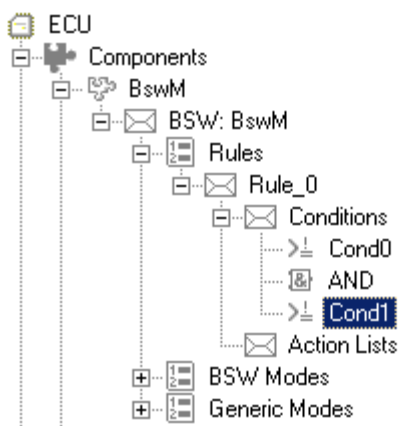 ECU
Components
BswM
BSW: BswM
Rules
Rule_0
Conditions
Cond0
AND
Cond1
Action Lists
BSW Modes
Generic Modes